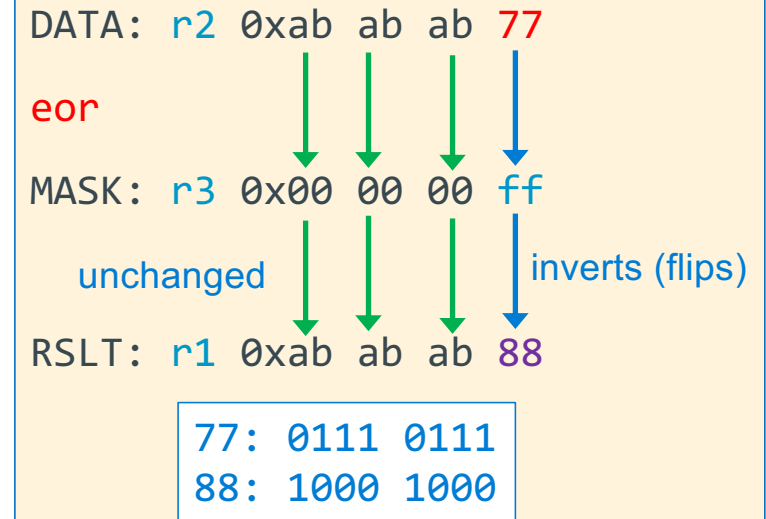 DATA: r2 0xab ab ab 77
eor
MASK: r3 0x00 00 00 ff
unchanged
inverts (flips)
RSLT: r1 0xab ab ab 88
77: 0111 0111
88: 1000 1000